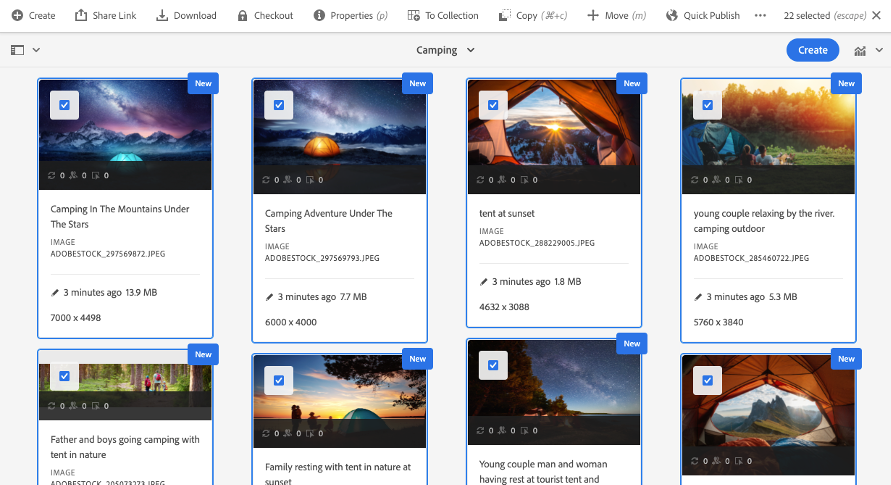 Create Share Link Download Checkout Properties (p) To Collection Copy (⌘+c) Move (m) Quick Publish ••• 22 selected (escape)
Camping
Create
New
New
New
New
0 0 0
0 0 0
0 0 0
0 0 0
Camping In The Mountains Under
The Stars
IMAGE
ADOBESTOCK_297569872.JPEG
3 minutes ago 13.9 MB
7000 x 4498
Camping Adventure Under The
Stars
IMAGE
ADOBESTOCK_297569793.JPEG
3 minutes ago 7.7 MB
6000 x 4000
tent at sunset
IMAGE
ADOBESTOCK_288229005.JPEG
3 minutes ago 1.8 MB
4632 x 3088
young couple relaxing by the river.
camping outdoor
IMAGE
ADOBESTOCK_285460722.JPEG
3 minutes ago 5.3 MB
5760 x 3840
New
New
New
New
0 0 0
0 0 0
0 0 0
0 0 0
Father and boys going camping with
tent in nature
IMAGE
Family resting with tent in nature at
sunset
Young couple man and woman
having rest at tourist tent and